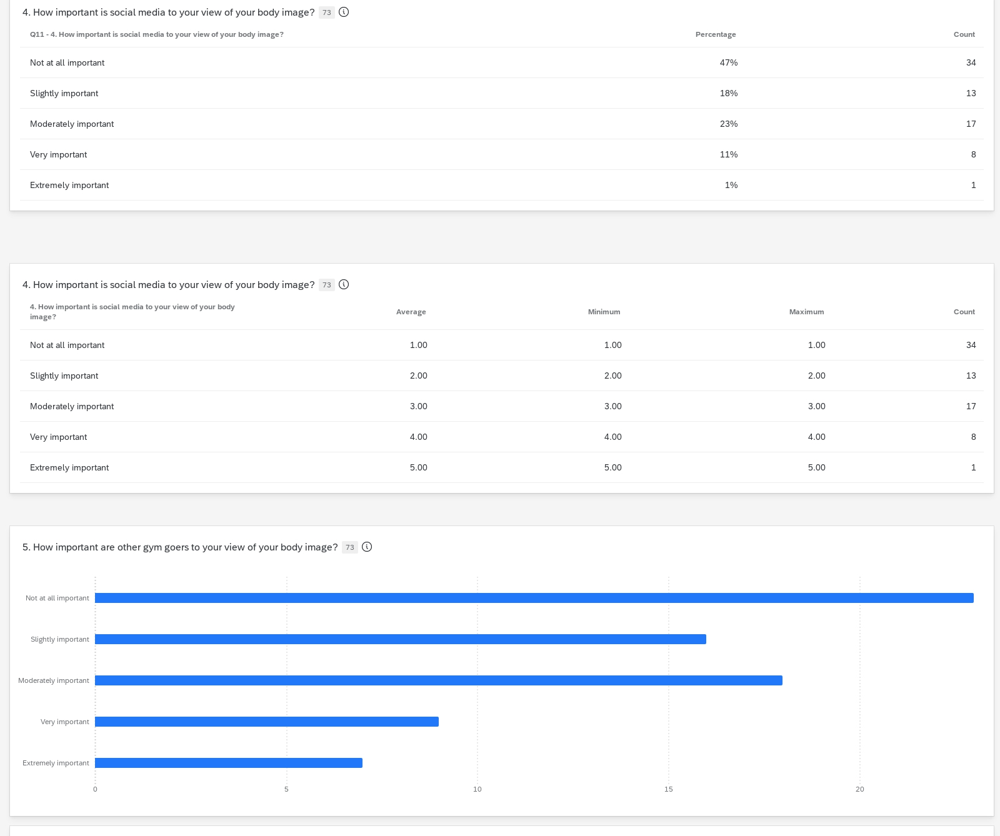 4. How important is social media to your view of your body image? 73
Q11 - 4. How important is social media to your view of your body image? Percentage Count
Not at all important 47% 34
Slightly important 18% 13
Moderately important 23% 17
Very important 11% 8
Extremely important 1% 1
4. How important is social media to your view of your body image? 73
4. How important is social media to your view of your body
image? Average Minimum Maximum Count
Not at all important 1.00 1.00 1.00 34
Slightly important 2.00 2.00 2.00 13
Moderately important 3.00 3.00 3.00 17
Very important 4.00 4.00 4.00 8
Extremely important 5.00 5.00 5.00 1
5. How important are other gym goers to your view of your body image? 73
Not at all important
Slightly important
Moderately important
Very important
Extremely important
0 5 10 15 20